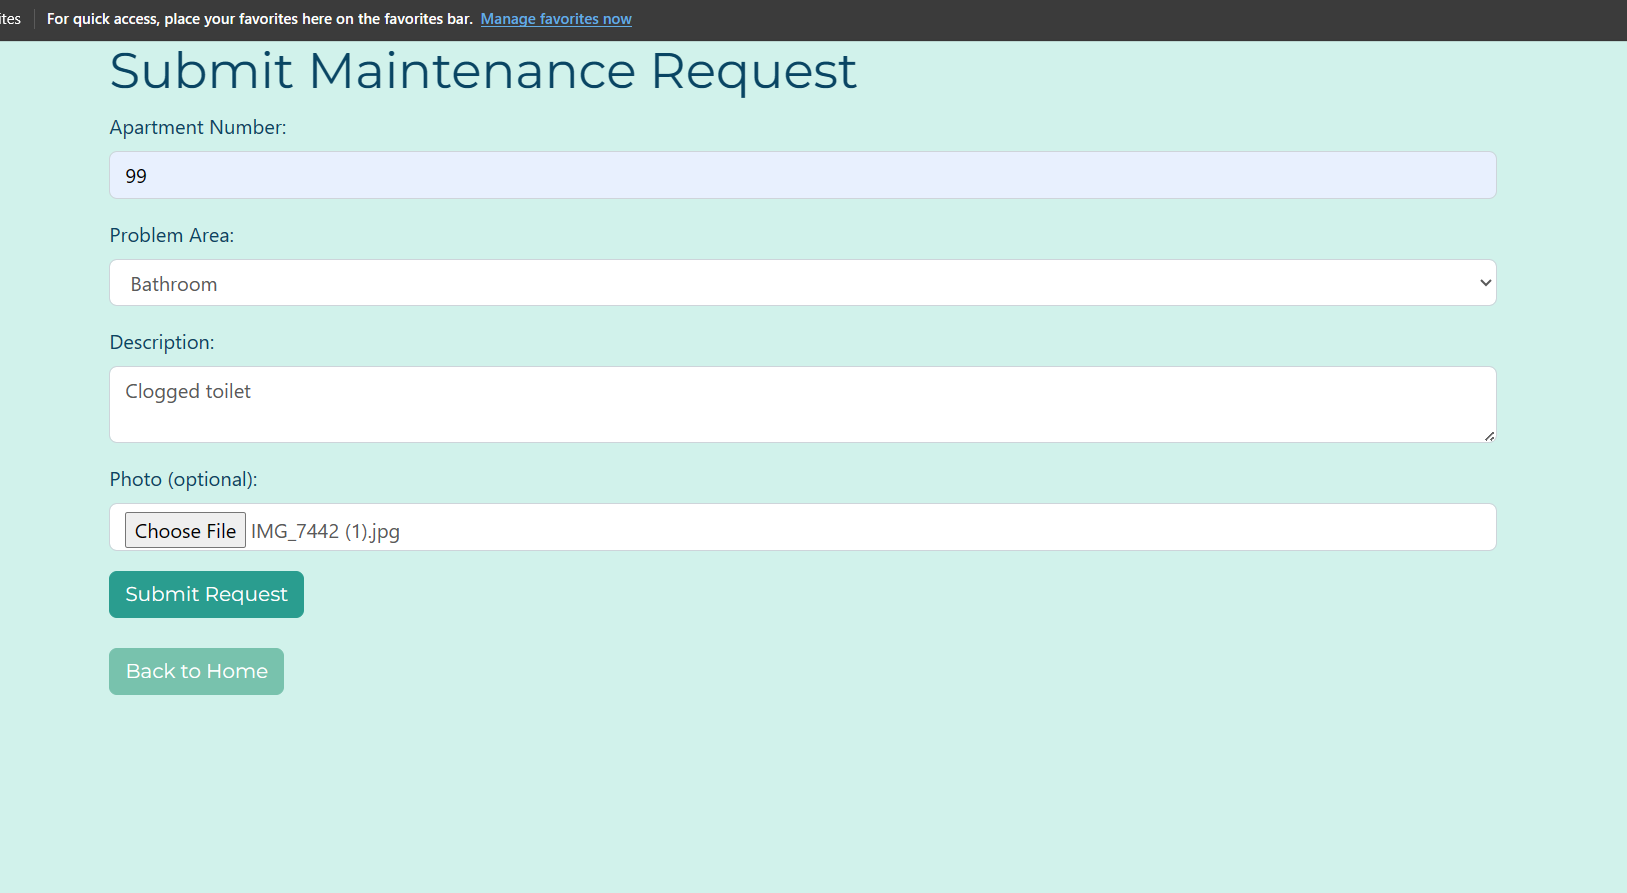 ites For quick access, place your favorites here on the favorites bar. Manage favorites now
Submit Maintenance Request
Apartment Number:
99
Problem Area:
Bathroom
Description:
Clogged toilet
Photo (optional):
Choose File IMG_7442 (1).jpg
Submit Request
Back to Home